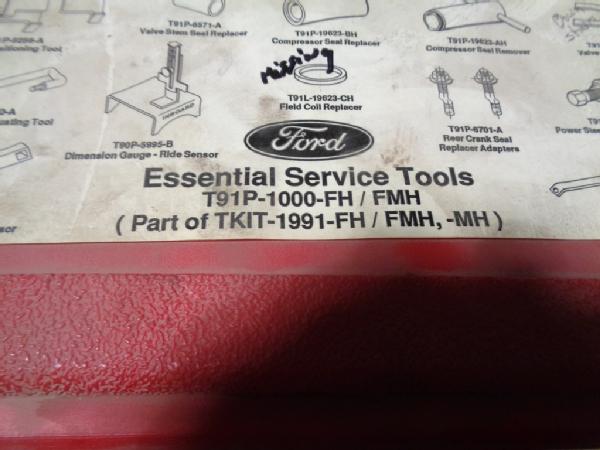 T91P-6571-A
Valve Stem Seal Replacer
T91P-19623-BH
Compressor Seal Replacer
T91P-19623-AH
Compressor Seal Remover
Missing
T91L-19623-CH
Field Coil Replacer
T90P-5995-B
Dimension Gauge - Ride Sensor
T91P-6701-A
Rear Crank Seal
Replacer Adapters
Power Stee
Ford
Essential Service Tools
T91P-1000-FH / FMH
( Part of TKIT-1991-FH / FMH, -MH )